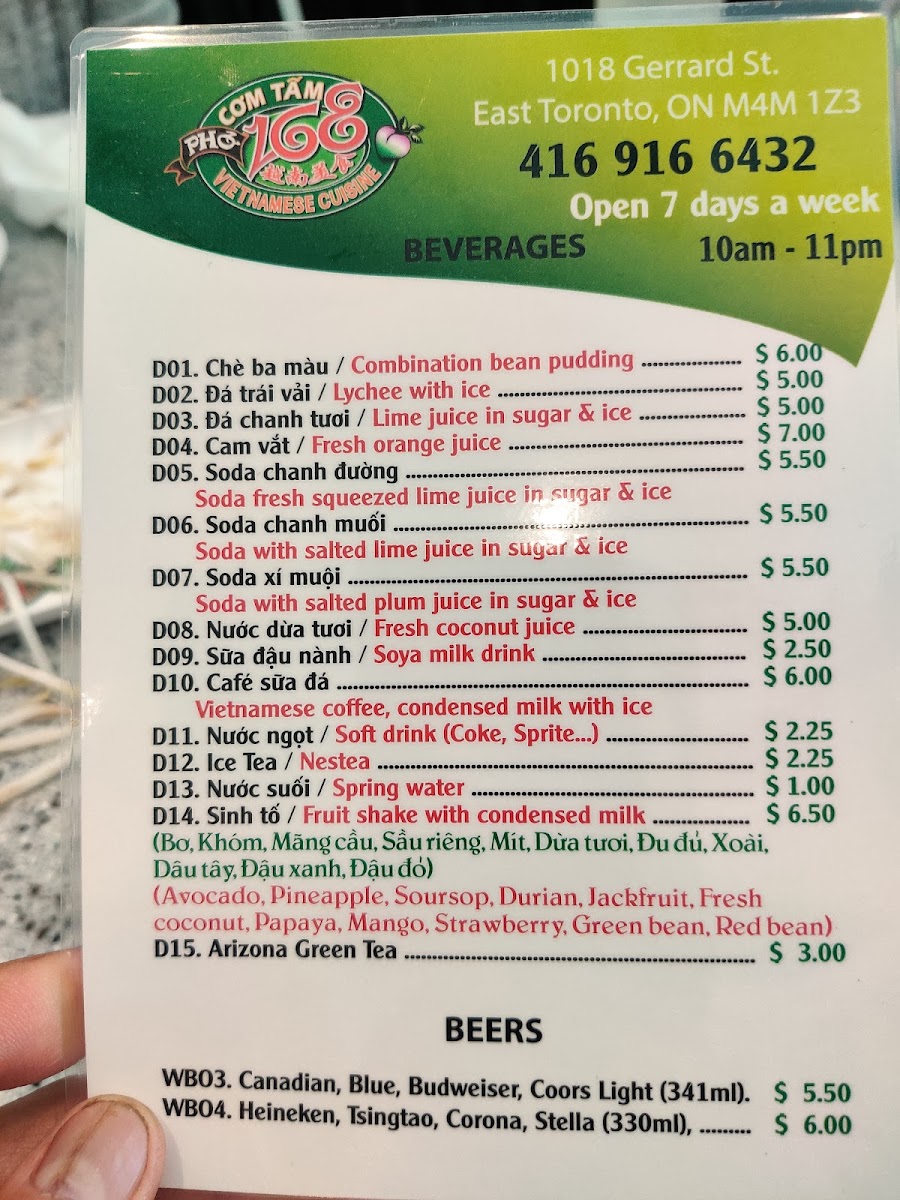 CƠM TẤM
PHỞ 168
越南美食
VIETNAMESE CUISINE
1018 Gerrard St.
East Toronto, ON M4M 1Z3
416 916 6432
Open 7 days a week
BEVERAGES 10am - 11pm
D01. Chè ba màu / Combination bean pudding ................ $ 6.00
D02. Đá trái vải / Lychee with ice ................ $ 5.00
D03. Đá chanh tươi / Lime juice in sugar & ice ................ $ 5.00
D04. Cam vắt / Fresh orange juice ................ $ 7.00
D05. Soda chanh đường ................ $ 5.50
Soda fresh squeezed lime juice in sugar & ice
D06. Soda chanh muối ................ $ 5.50
Soda with salted lime juice in sugar & ice
D07. Soda xí muội ................ $ 5.50
Soda with salted plum juice in sugar & ice
D08. Nước dừa tươi / Fresh coconut juice ................ $ 5.00
D09. Sữa đậu nành / Soya milk drink ................ $ 2.50
D10. Café sữa đá ................ $ 6.00
Vietnamese coffee, condensed milk with ice
D11. Nước ngọt / Soft drink (Coke, Sprite...) ................ $ 2.25
D12. Ice Tea / Nestea ................ $ 2.25
D13. Nước suối / Spring water ................ $ 1.00
D14. Sinh tố / Fruit shake with condensed milk ................ $ 6.50
(Bơ, Khóm, Mãng cầu, Sầu riêng, Mít, Dừa tươi, Đu đủ, Xoài,
Dâu tây, Đậu xanh, Đậu đỏ)
(Avocado, Pineapple, Soursop, Durian, Jackfruit, Fresh
coconut, Papaya, Mango, Strawberry, Green bean, Red bean)
D15. Arizona Green Tea ................ $ 3.00
BEERS
WB03. Canadian, Blue, Budweiser, Coors Light (341ml). $ 5.50
WB04. Heineken, Tsingtao, Corona, Stella (330ml), .......... $ 6.00